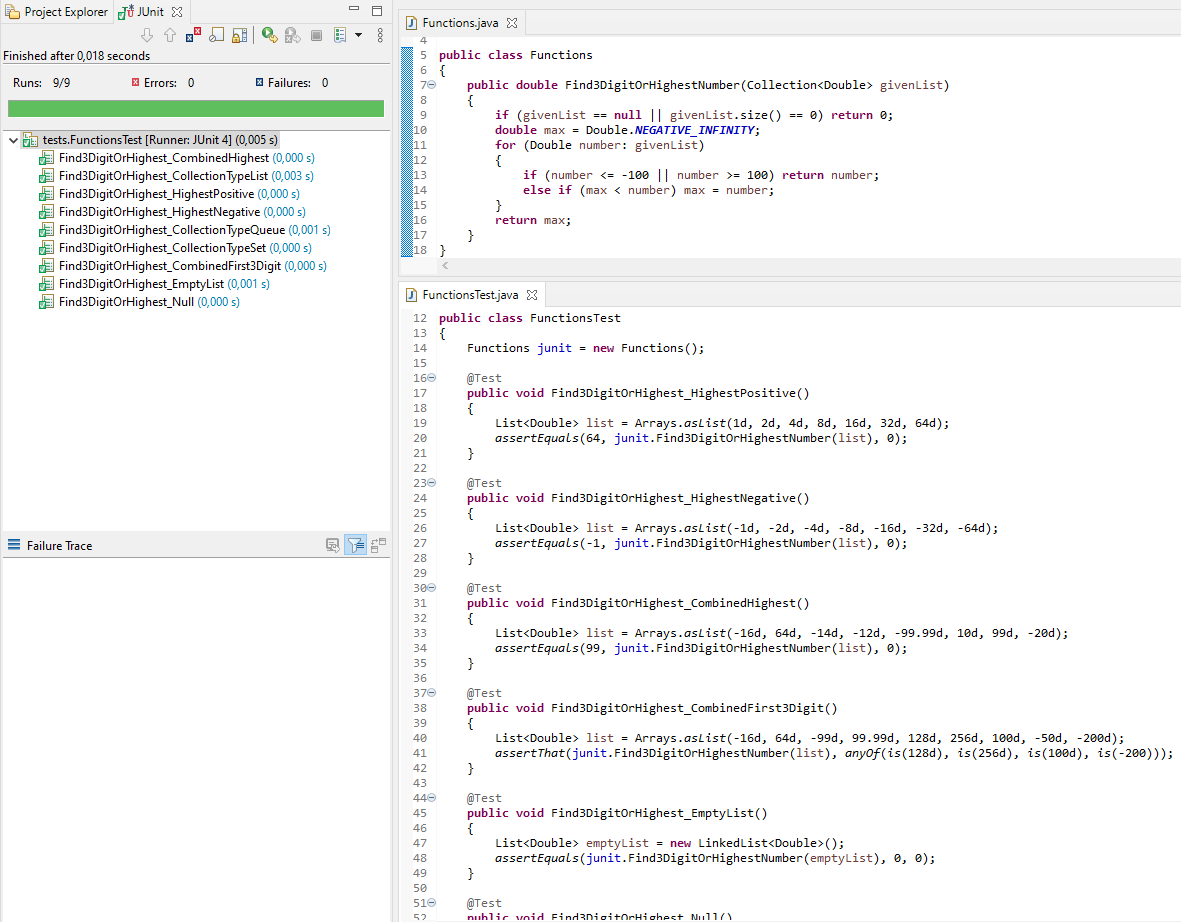 Project Explorer JUnit
Finished after 0,018 seconds
Runs: 9/9 Errors: 0 Failures: 0
tests.FunctionsTest [Runner: JUnit 4] (0,005 s)
Find3DigitOrHighest_CombinedHighest (0,000 s)
Find3DigitOrHighest_CollectionTypeList (0,003 s)
Find3DigitOrHighest_HighestPositive (0,000 s)
Find3DigitOrHighest_HighestNegative (0,000 s)
Find3DigitOrHighest_CollectionTypeQueue (0,001 s)
Find3DigitOrHighest_CollectionTypeSet (0,000 s)
Find3DigitOrHighest_CombinedFirst3Digit (0,000 s)
Find3DigitOrHighest_EmptyList (0,001 s)
Find3DigitOrHighest_Null (0,000 s)
Failure Trace
Functions.java
4
5 public class Functions
6 {
7 public double Find3DigitOrHighestNumber(Collection<Double> givenList)
8 {
9 if (givenList == null || givenList.size() == 0) return 0;
10 double max = Double.NEGATIVE_INFINITY;
11 for (Double number: givenList)
12 {
13 if (number <= -100 || number >= 100) return number;
14 else if (max < number) max = number;
15 }
16 return max;
17 }
18 }
FunctionsTest.java
12 public class FunctionsTest
13 {
14 Functions junit = new Functions();
15
16 @Test
17 public void Find3DigitOrHighest_HighestPositive()
18 {
19 List<Double> list = Arrays.asList(1d, 2d, 4d, 8d, 16d, 32d, 64d);
20 assertEquals(64, junit.Find3DigitOrHighestNumber(list), 0);
21 }
22
23 @Test
24 public void Find3DigitOrHighest_HighestNegative()
25 {
26 List<Double> list = Arrays.asList(-1d, -2d, -4d, -8d, -16d, -32d, -64d);
27 assertEquals(-1, junit.Find3DigitOrHighestNumber(list), 0);
28 }
29
30 @Test
31 public void Find3DigitOrHighest_CombinedHighest()
32 {
33 List<Double> list = Arrays.asList(-16d, 64d, -14d, -12d, -99.99d, 10d, 99d, -20d);
34 assertEquals(99, junit.Find3DigitOrHighestNumber(list), 0);
35 }
36
37 @Test
38 public void Find3DigitOrHighest_CombinedFirst3Digit()
39 {
40 List<Double> list = Arrays.asList(-16d, 64d, -99d, 99.99d, 128d, 256d, 100d, -50d, -200d);
41 assertThat(junit.Find3DigitOrHighestNumber(list), anyOf(is(128d), is(256d), is(100d), is(-200)));
42 }
43
44 @Test
45 public void Find3DigitOrHighest_EmptyList()
46 {
47 List<Double> emptyList = new LinkedList<Double>();
48 assertEquals(junit.Find3DigitOrHighestNumber(emptyList), 0, 0);
49 }
50
51 @Test
52 public void Find3DigitOrHighest_Null()